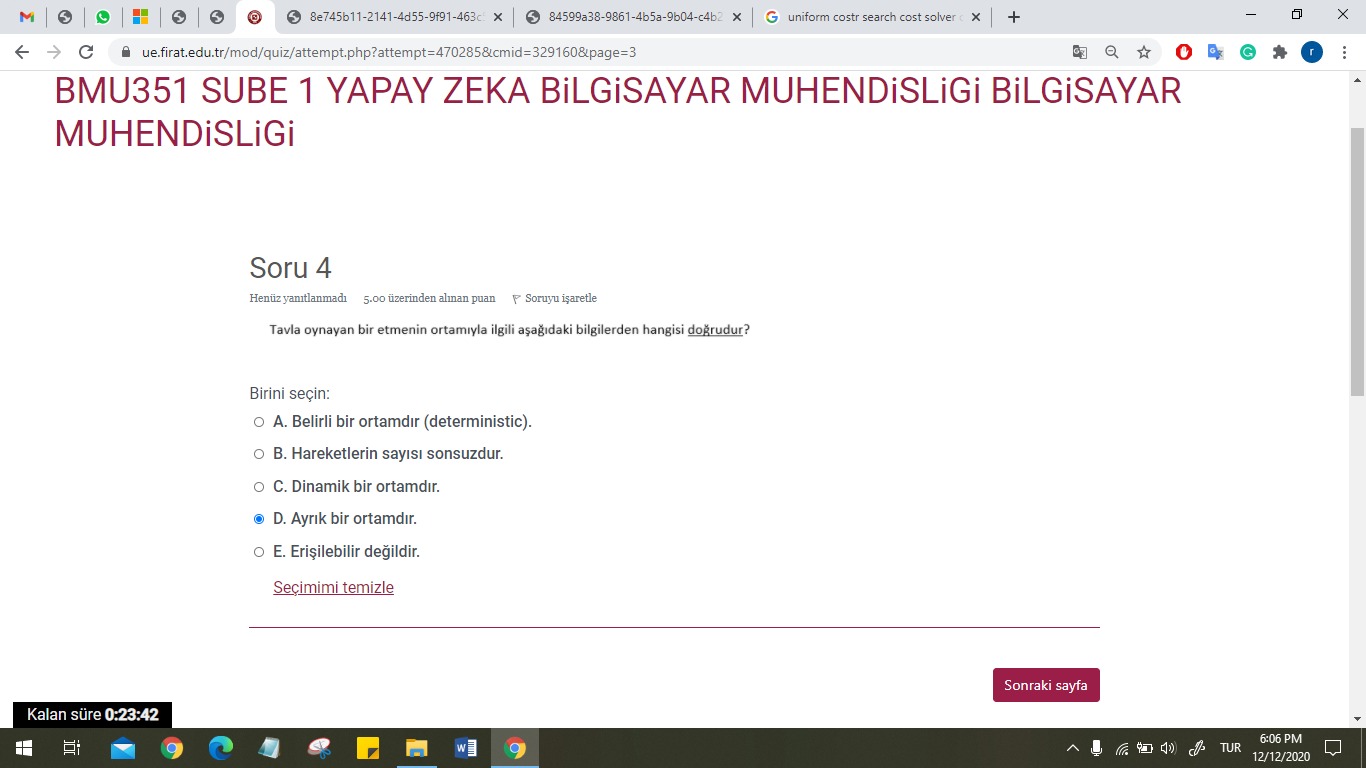 8e745b11-2141-4d55-9f91-463c
84599a38-9861-4b5a-9b04-c4b2
uniform costr search cost solver
ue.firat.edu.tr/mod/quiz/attempt.php?attempt=470285&cmid=329160&page=3
BMU351 SUBE 1 YAPAY ZEKA BiLGiSAYAR MUHENDiSLiGi BiLGiSAYAR
MUHENDiSLiGi
Soru 4
Henüz yanıtlanmadı 5.00 üzerinden alınan puan Soruyu işaretle
Tavla oynayan bir etmenin ortamıyla ilgili aşağıdaki bilgilerden hangisi doğrudur?
Birini seçin:
A. Belirli bir ortamdır (deterministic).
B. Hareketlerin sayısı sonsuzdur.
C. Dinamik bir ortamdır.
D. Ayrık bir ortamdır.
E. Erişilebilir değildir.
Seçimimi temizle
Sonraki sayfa
Kalan süre 0:23:42
TUR
6:06 PM
12/12/2020